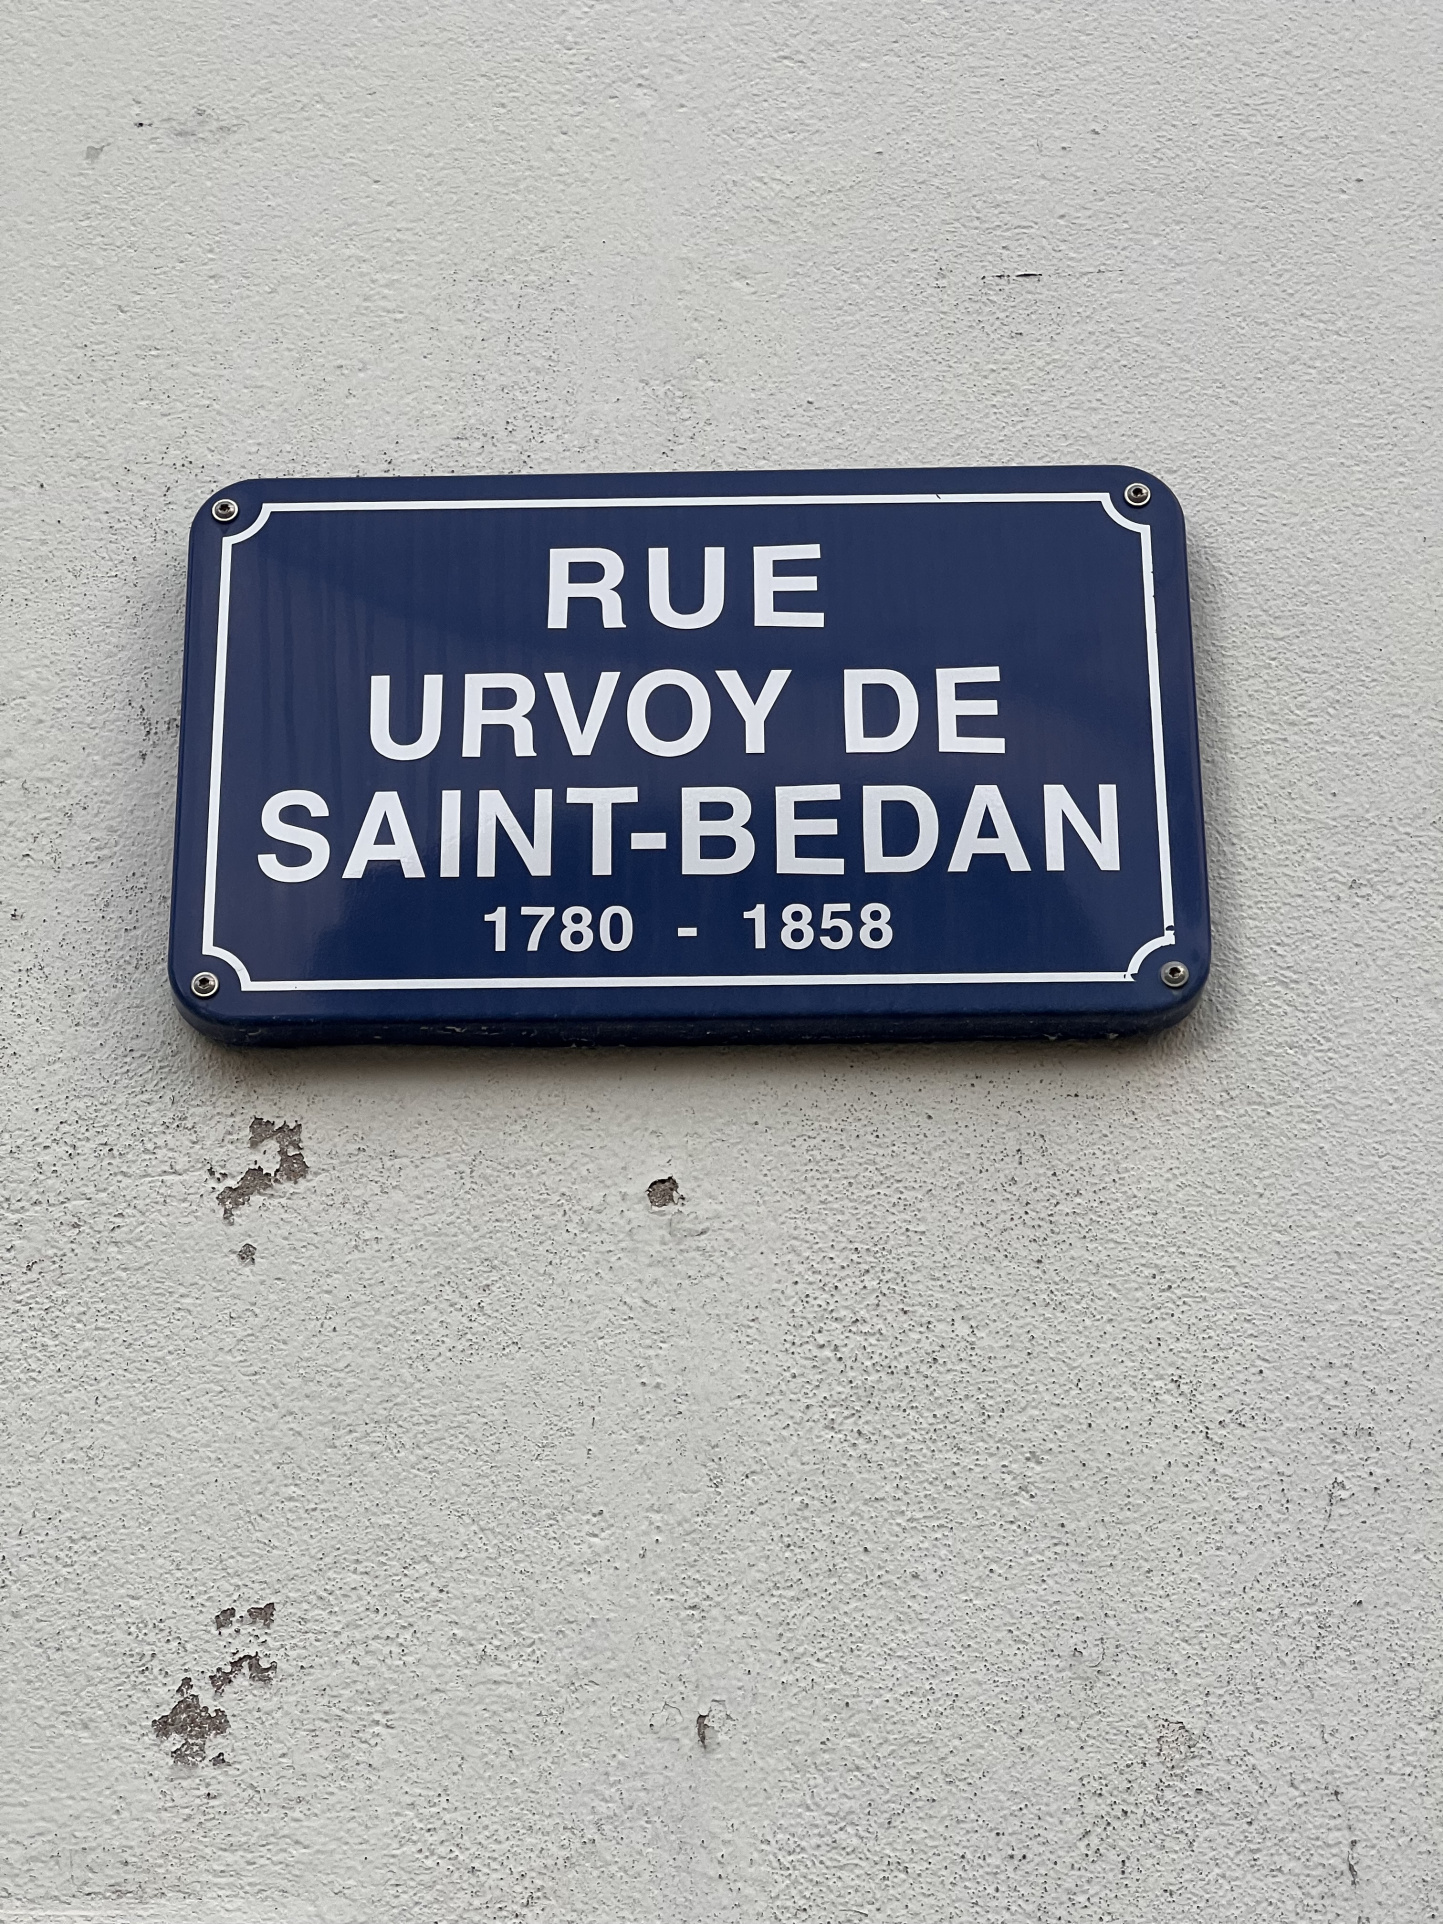 RUE
URVOY DE
SAINT-BEDAN
1780 - 1858